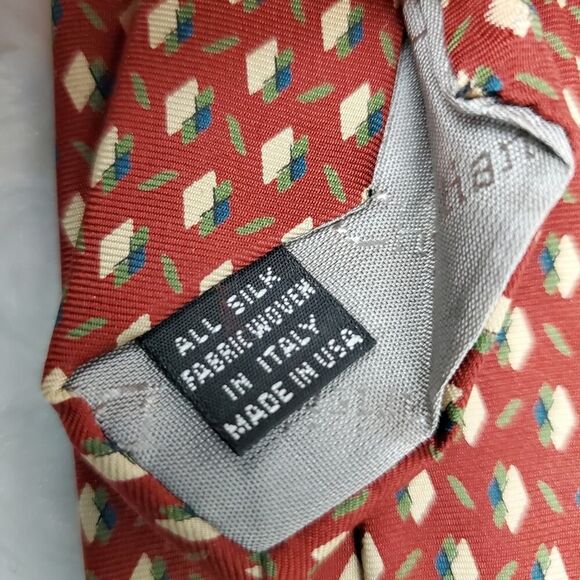 ALL SILK
FABRIC WOVEN
IN ITALY
MADE IN USA